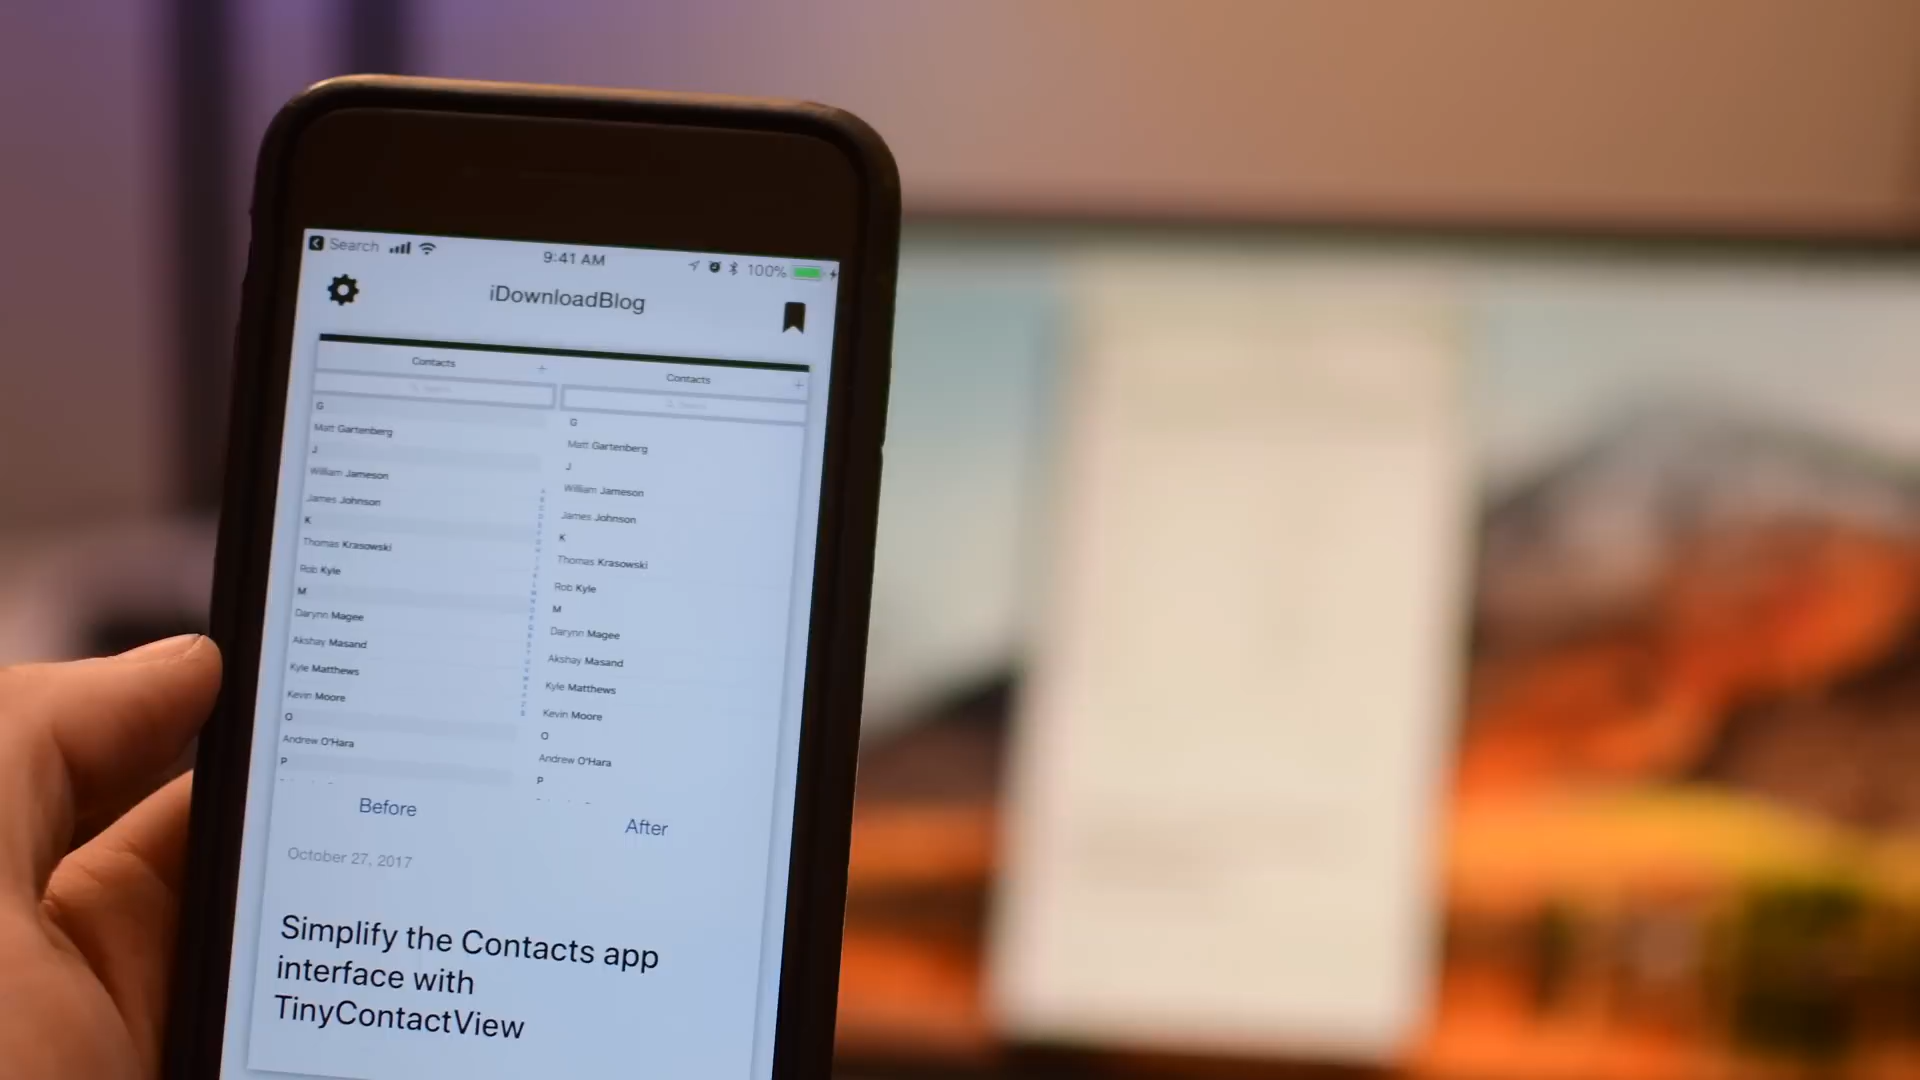 Search
9:41 AM
100%
iDownloadBlog
Contacts +
G
Matt Gartenberg
J
William Jameson
James Johnson
K
Thomas Krasowski
Rob Kyle
M
Darynn Magee
Akshay Masand
Kyle Matthews
Kevin Moore
O
Andrew O'Hara
P
Before
Contacts +
G
Matt Gartenberg
J
William Jameson
James Johnson
K
Thomas Krasowski
Rob Kyle
M
Darynn Magee
Akshay Masand
Kyle Matthews
Kevin Moore
O
Andrew O'Hara
P
After
October 27, 2017
Simplify the Contacts app
interface with
TinyContactView